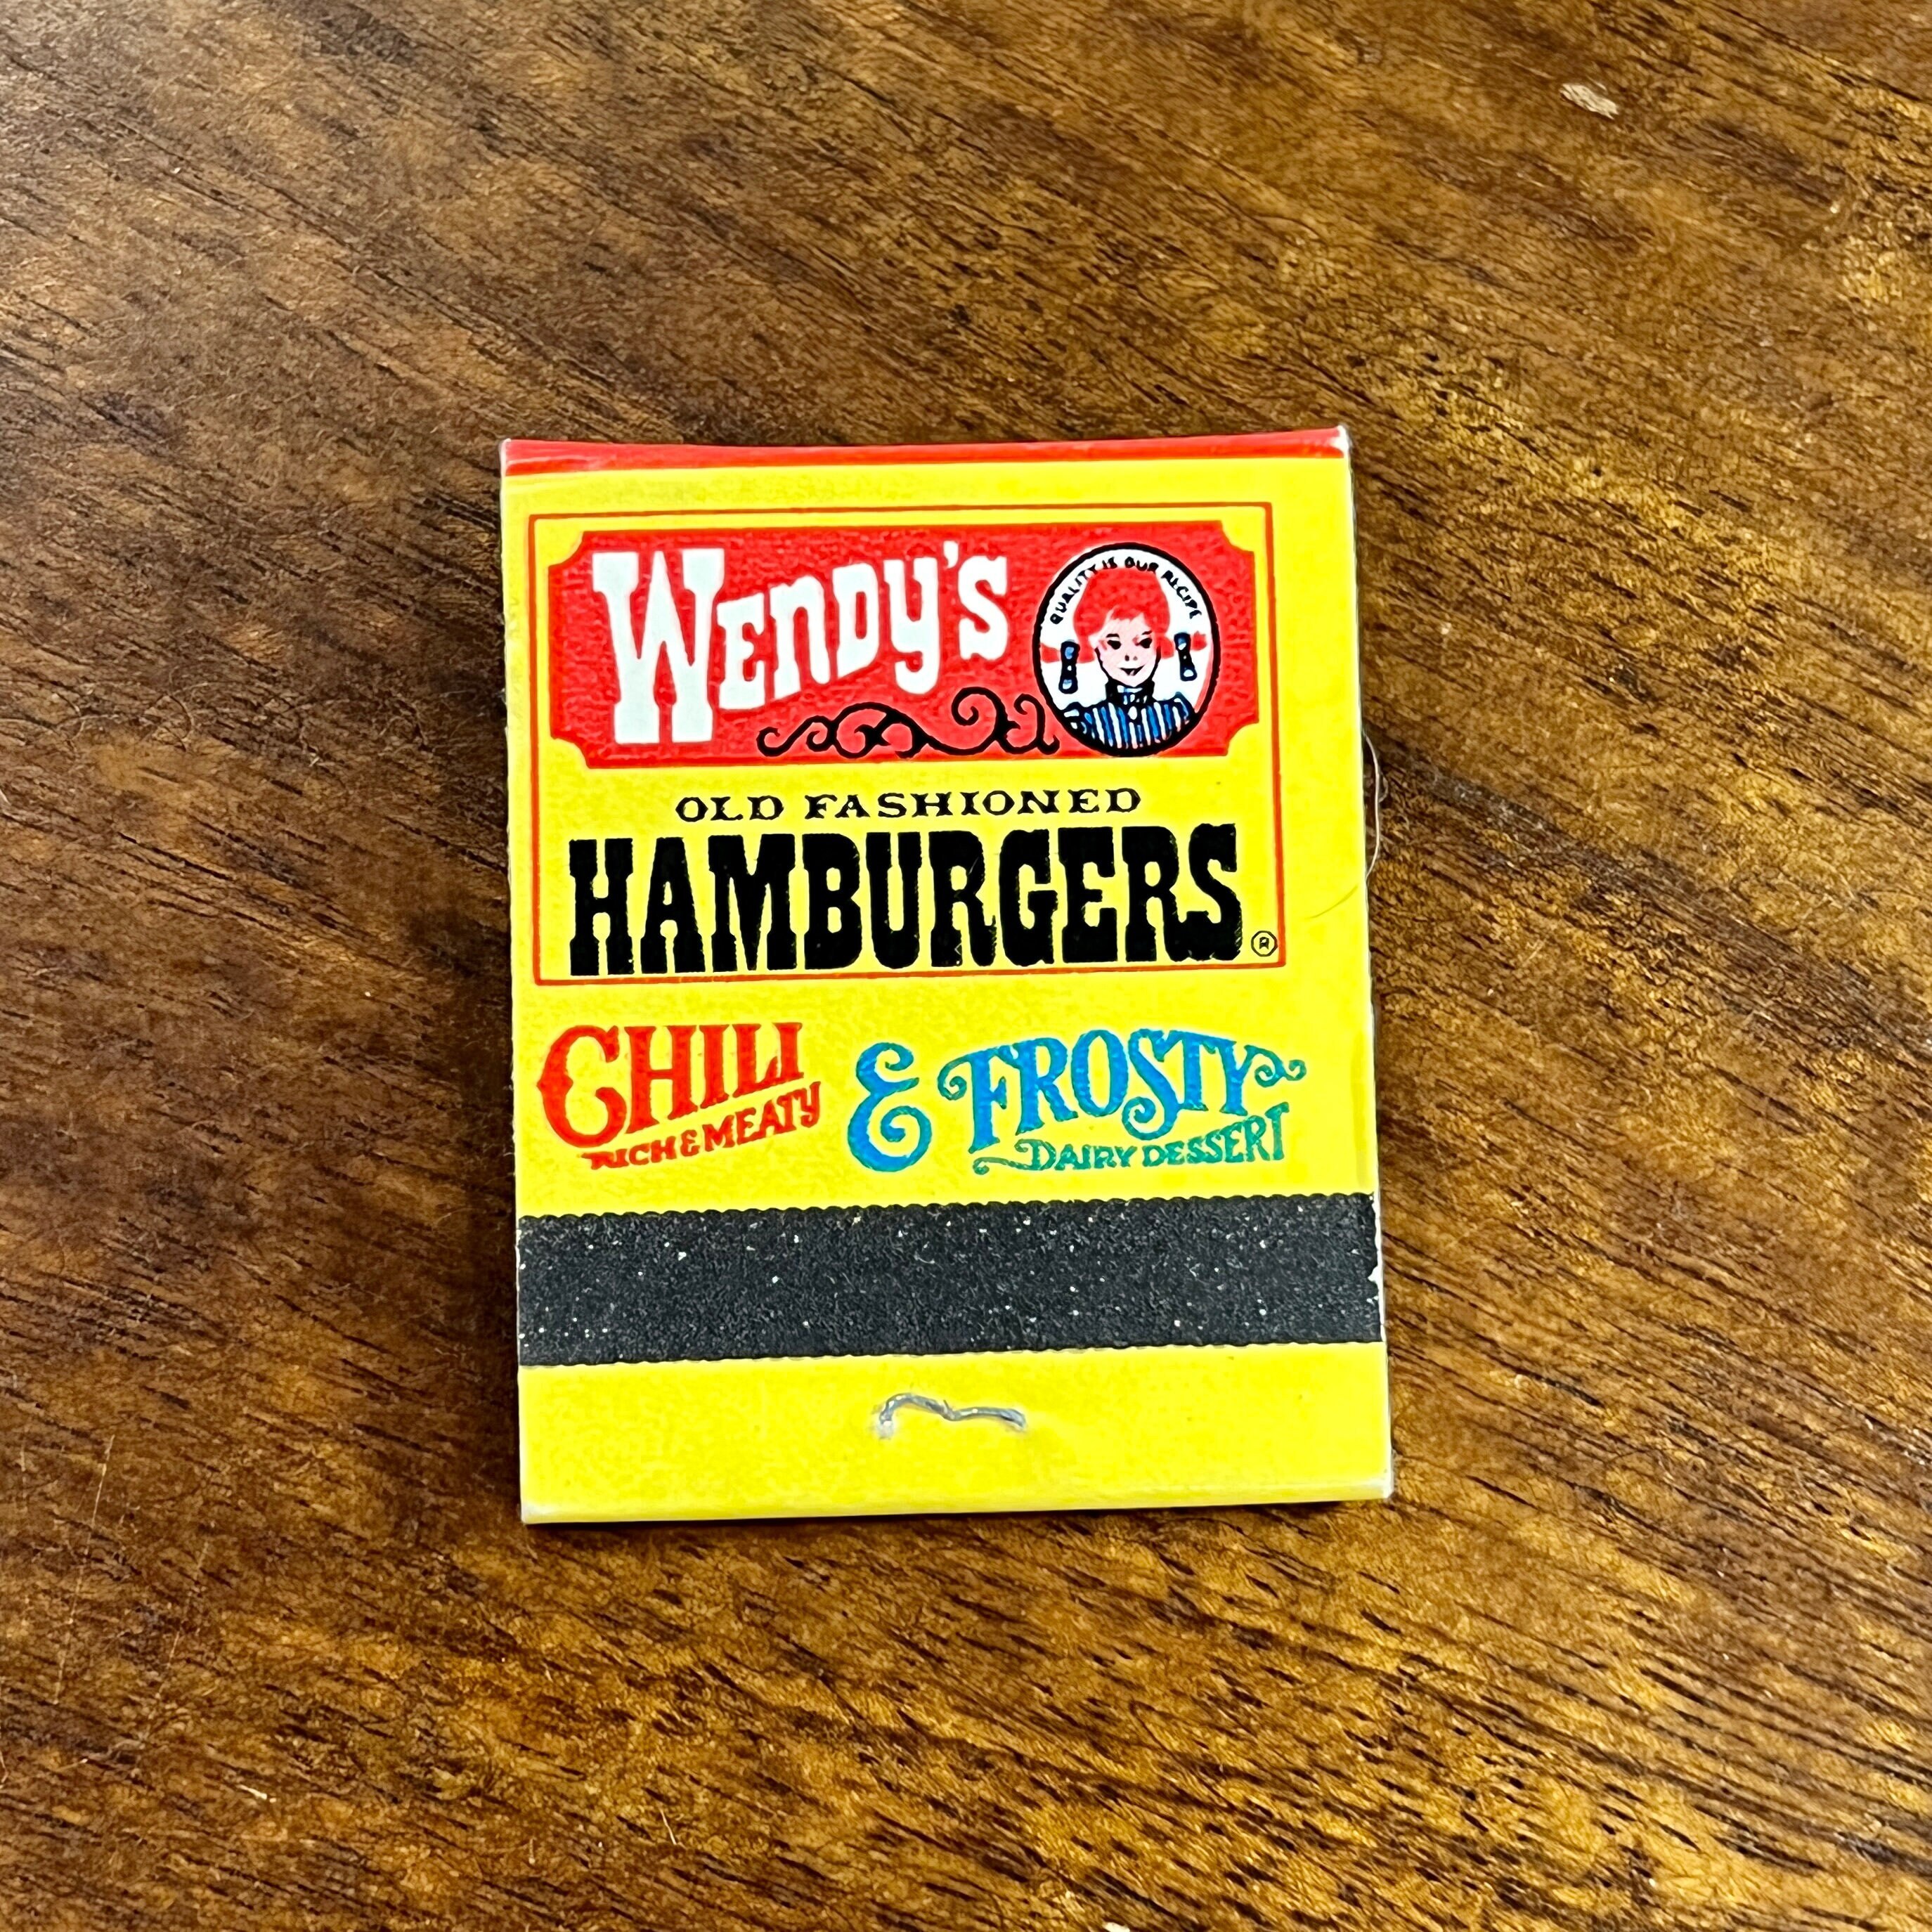 Wendy's
QUALITY IS OUR RECIPE
OLD FASHIONED
HAMBURGERS®
CHILI & FROSTY
RICH & MEATY DAIRY DESSERT